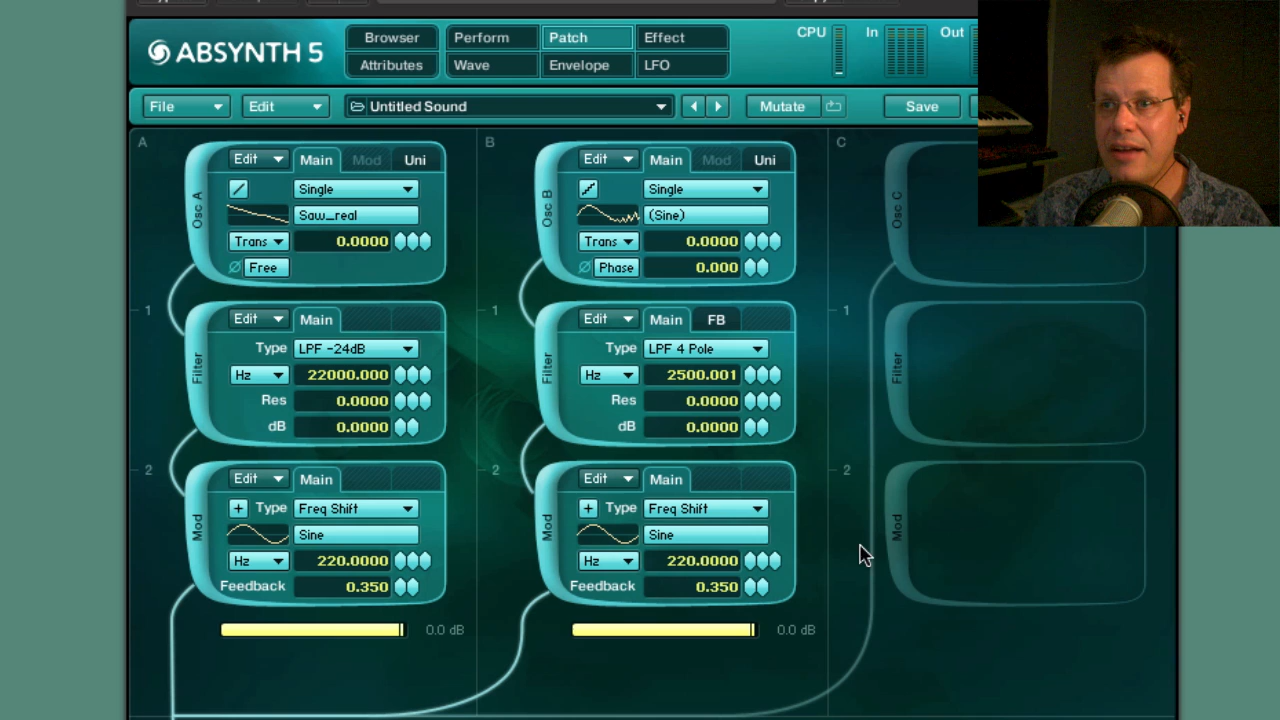 ABSYNTH 5
Browser Perform Patch Effect
Attributes Wave Envelope LFO
CPU In Out
File Edit Untitled Sound Mutate Save
A B C
Edit Main Mod Uni
Osc A
Single
Saw_real
Trans 0.0000
Free
Edit Main Mod Uni
Osc B
Single
(Sine)
Trans 0.0000
Phase 0.000
Osc C
1 1 1
Edit Main
Filter
Type LPF -24dB
Hz 22000.000
Res 0.0000
dB 0.0000
Edit Main FB
Filter
Type LPF 4 Pole
Hz 2500.001
Res 0.0000
dB 0.0000
Filter
2 2 2
Edit Main
Mod
+ Type Freq Shift
Sine
Hz 220.0000
Feedback 0.350
0.0 dB
Edit Main
Mod
+ Type Freq Shift
Sine
Hz 220.0000
Feedback 0.350
0.0 dB
Mod